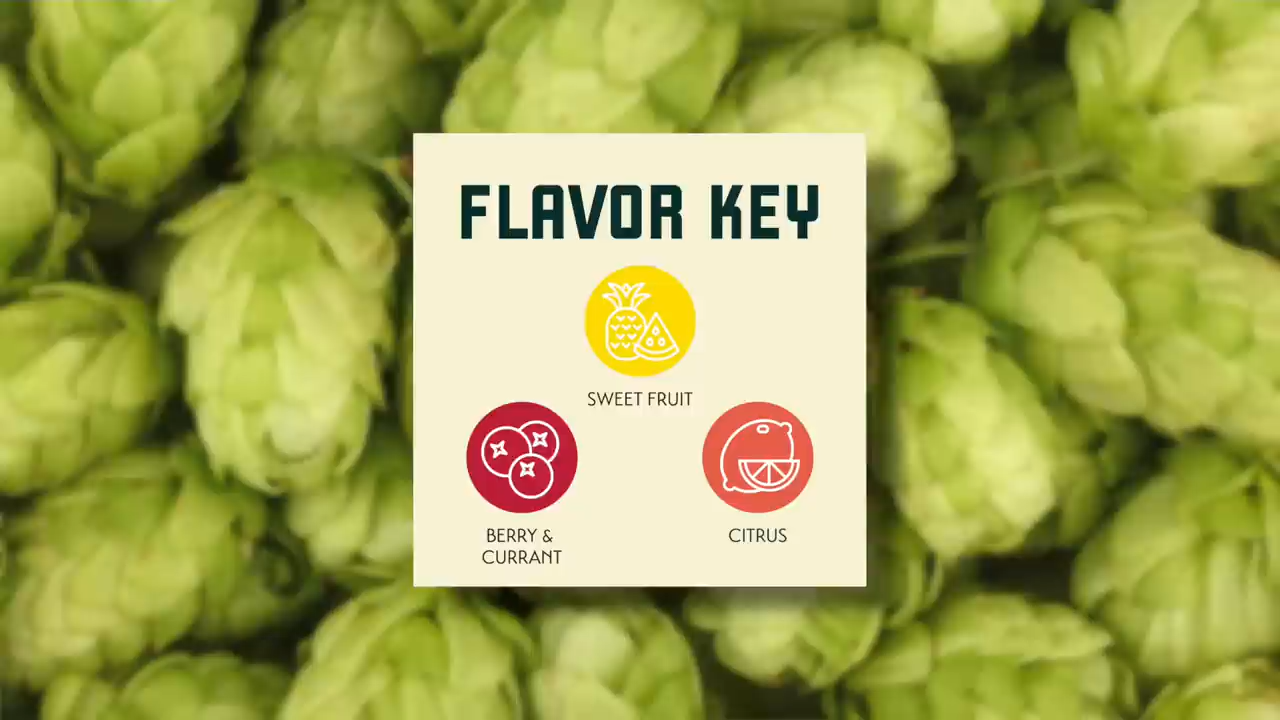 FLAVOR KEY
SWEET FRUIT
BERRY &
CURRANT
CITRUS